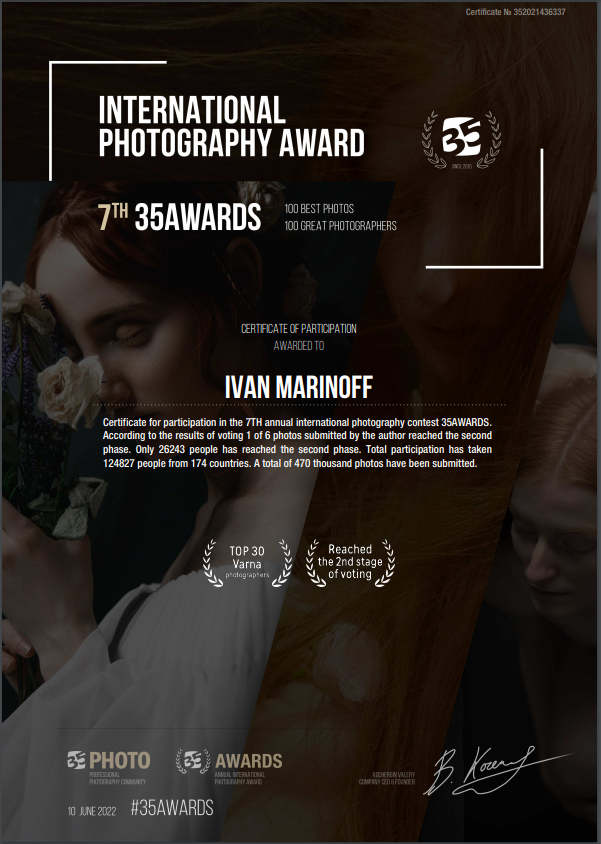 Certificate № 352021436337
INTERNATIONAL
PHOTOGRAPHY AWARD
35
SINCE 2015
7TH 35AWARDS
100 BEST PHOTOS
100 GREAT PHOTOGRAPHERS
CERTIFICATE OF PARTICIPATION
AWARDED TO
IVAN MARINOFF
Certificate for participation in the 7TH annual international photography contest 35AWARDS.
According to the results of voting 1 of 6 photos submitted by the author reached the second
phase. Only 26243 people has reached the second phase. Total participation has taken
124827 people from 174 countries. A total of 470 thousand photos have been submitted.
TOP 30
Varna
photographers
Reached
the 2nd stage
of voting
35 PHOTO
PROFESSIONAL
PHOTOGRAPHY COMMUNITY
35 AWARDS
ANNUAL INTERNATIONAL
PHOTOGRAPHY AWARD
KSCHEROIN VALERY
COMPANY CEO & FOUNDER
10 JUNE 2022
#35AWARDS